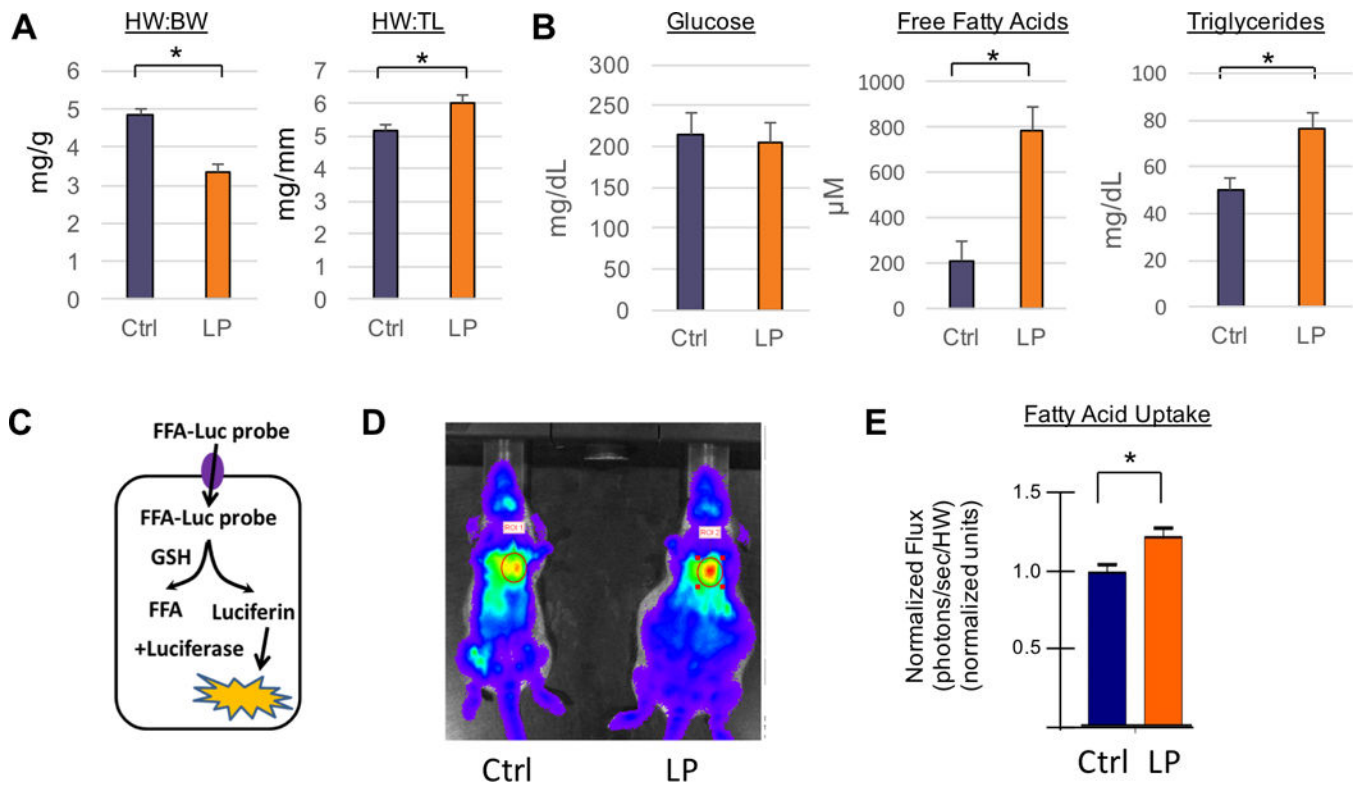 A
HW:BW
*
mg/g
6
5
4
3
2
1
0
Ctrl
LP
HW:TL
*
mg/mm
7
6
5
4
3
2
1
0
Ctrl
LP
B
Glucose
mg/dL
300
250
200
150
100
50
0
Ctrl
LP
Free Fatty Acids
*
µM
1000
800
600
400
200
0
Ctrl
LP
Triglycerides
*
mg/dL
100
80
60
40
20
0
Ctrl
LP
C
FFA-Luc probe
FFA-Luc probe
GSH
FFA
Luciferin
+Luciferase
D
ROI 1
ROI 2
Ctrl
LP
E
Fatty Acid Uptake
*
Normalized Flux
(photons/sec/HW)
(normalized units)
1.5
1.0
0.5
Ctrl
LP